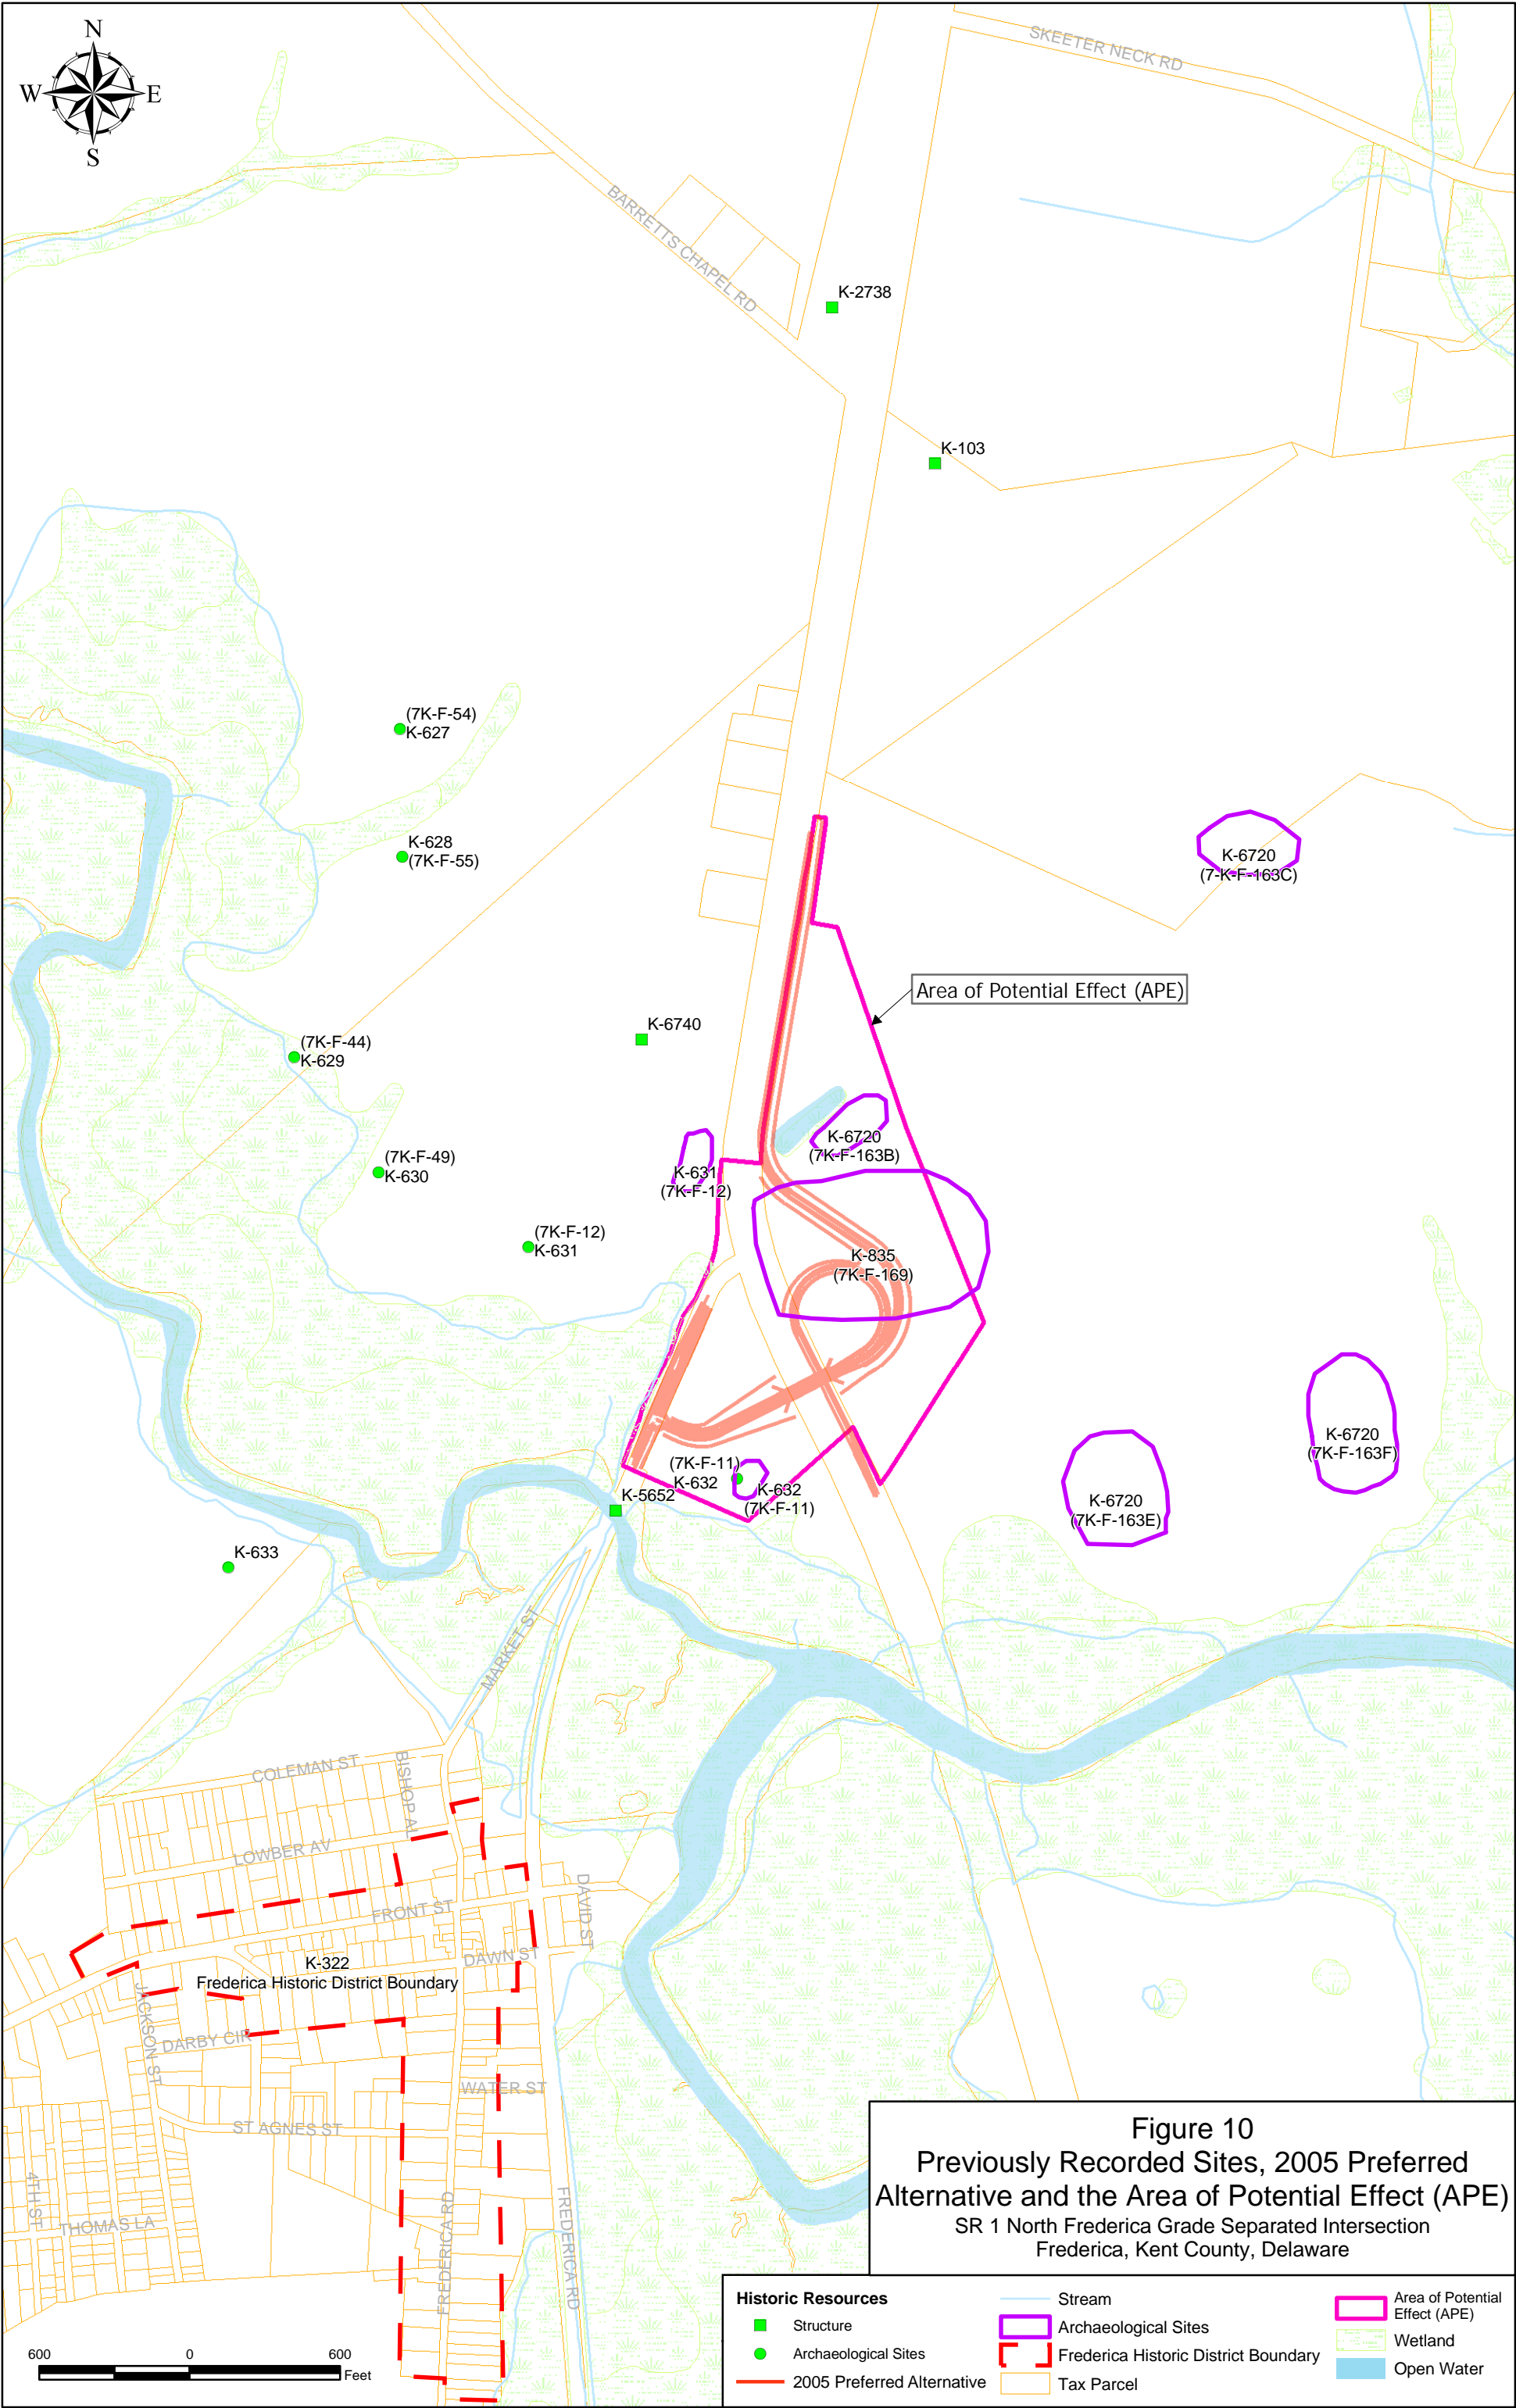 N
W
E
S
SKEETER NECK RD
BARRETTS CHAPEL RD
K-2738
K-103
(7K-F-54)
K-627
K-628
(7K-F-55)
K-6720
(7-K-F-163C)
Area of Potential Effect (APE)
K-6740
(7K-F-44)
K-629
K-6720
(7K-F-163B)
(7K-F-49)
K-630
K-631
(7K-F-12)
(7K-F-12)
K-631
K-835
(7K-F-169)
K-6720
(7K-F-163F)
(7K-F-11)
K-632
K-632
(7K-F-11)
K-5652
K-6720
(7K-F-163E)
K-633
MARKET ST
COLEMAN ST
BISHOP AL
LOWBER AV
FRONT ST
DAVID ST
DAWN ST
K-322
Frederica Historic District Boundary
JACKSON ST
DARBY CIR
WATER ST
ST AGNES ST
4TH ST
THOMAS LA
FREDERICA RD
FREDERICA RD
Figure 10
Previously Recorded Sites, 2005 Preferred
Alternative and the Area of Potential Effect (APE)
SR 1 North Frederica Grade Separated Intersection
Frederica, Kent County, Delaware
Historic Resources
Structure
Archaeological Sites
2005 Preferred Alternative
Stream
Archaeological Sites
Frederica Historic District Boundary
Tax Parcel
Area of Potential
Effect (APE)
Wetland
Open Water
600 0 600
Feet